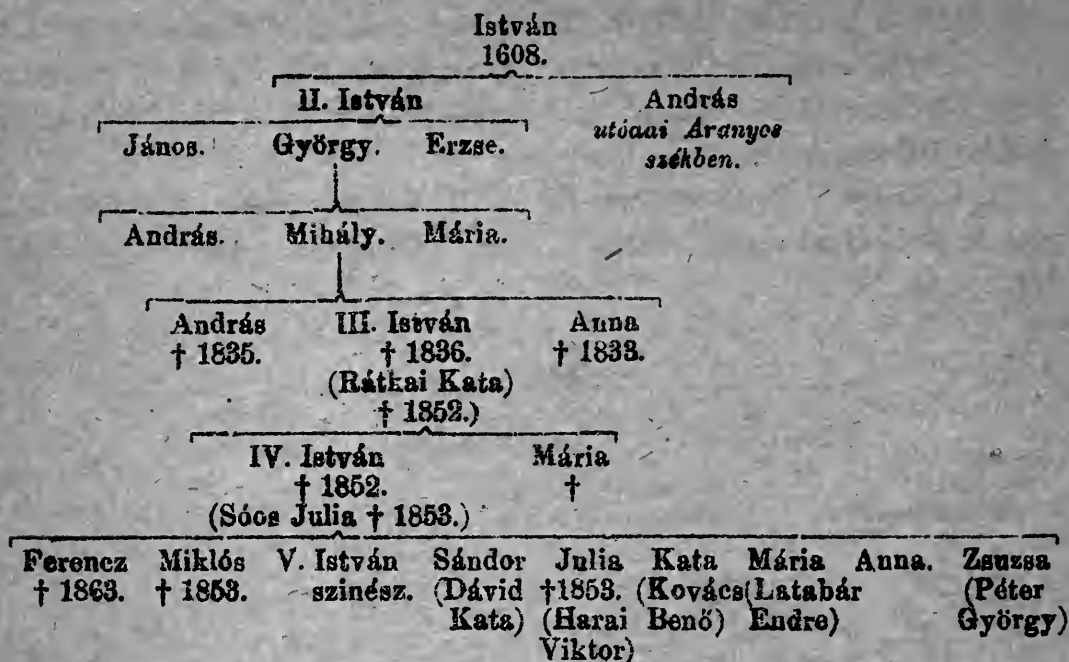 István
1608.
II. István András
utódai Aranyos
székben.
János. György. Erzse.
András. Mihály. Mária.
András III. István Anna
† 1835. † 1836. † 1833.
(Rátkai Kata)
† 1852.)
IV. István Mária
† 1852. †
(Sóos Julia † 1853.)
Ferencz Miklós V. István Sándor Julia Kata Mária Anna. Zsuzsa
† 1863. † 1853. szinész. (Dávid †1853. (Kovács (Latabár (Péter
Kata) (Harai Benő) Endre) György)
Viktor)